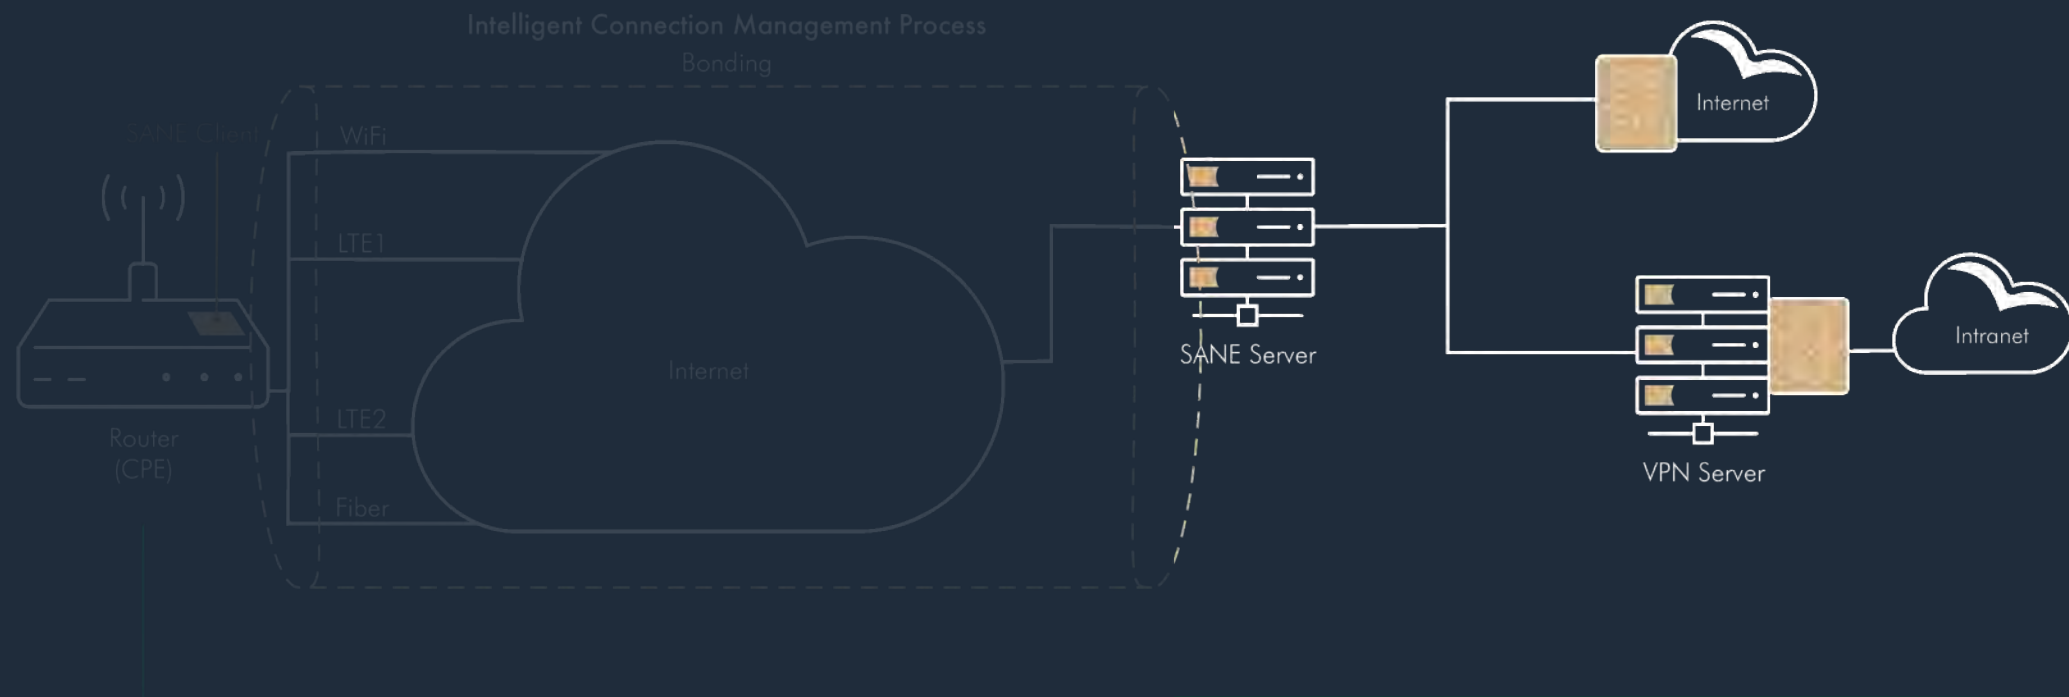 Intelligent Connection Management Process
Bonding
SANE Client
WiFi
LTE1
LTE2
Fiber
Internet
Router
(CPE)
SANE Server
Internet
VPN Server
Intranet